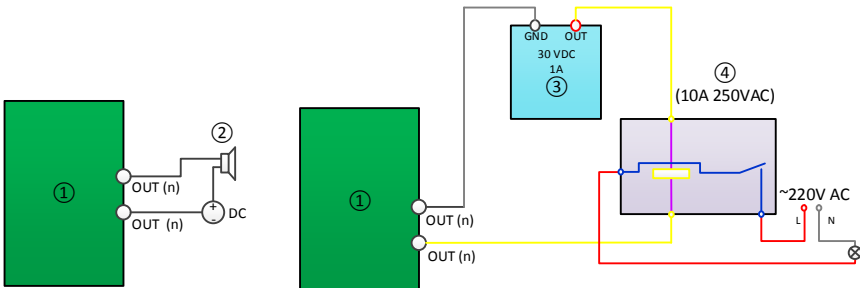 ①
OUT (n)
OUT (n)
②
+
-
DC
①
OUT (n)
OUT (n)
GND OUT
30 VDC
1A
③
④
(10A 250VAC)
~220V AC
L N